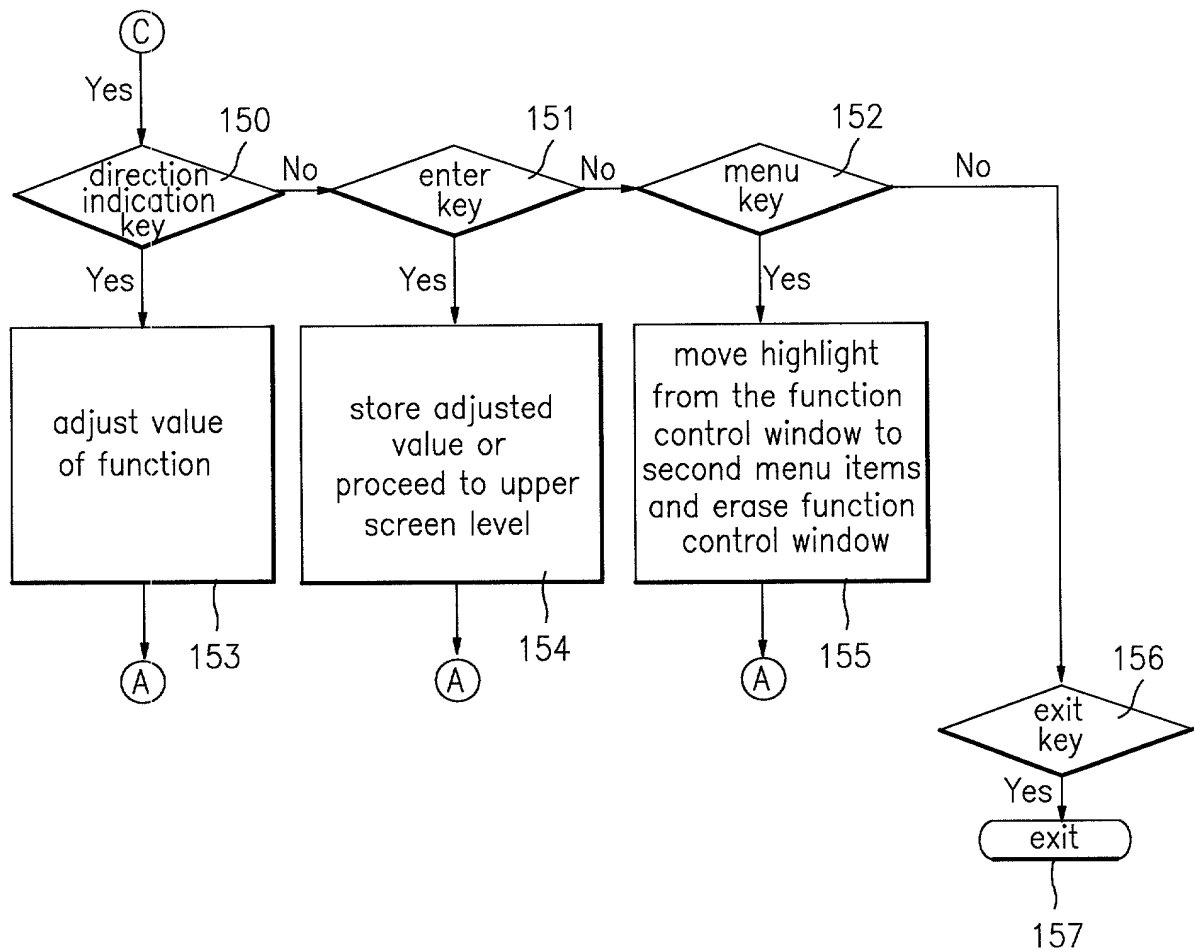 C
Yes
150
direction
indication
key
No
151
enter
key
No
152
menu
key
No
Yes
Yes
Yes
adjust value
of function
store adjusted
value or
proceed to upper
screen level
move highlight
from the function
control window to
second menu items
and erase function
control window
153
154
155
A
A
A
156
exit
key
Yes
exit
157